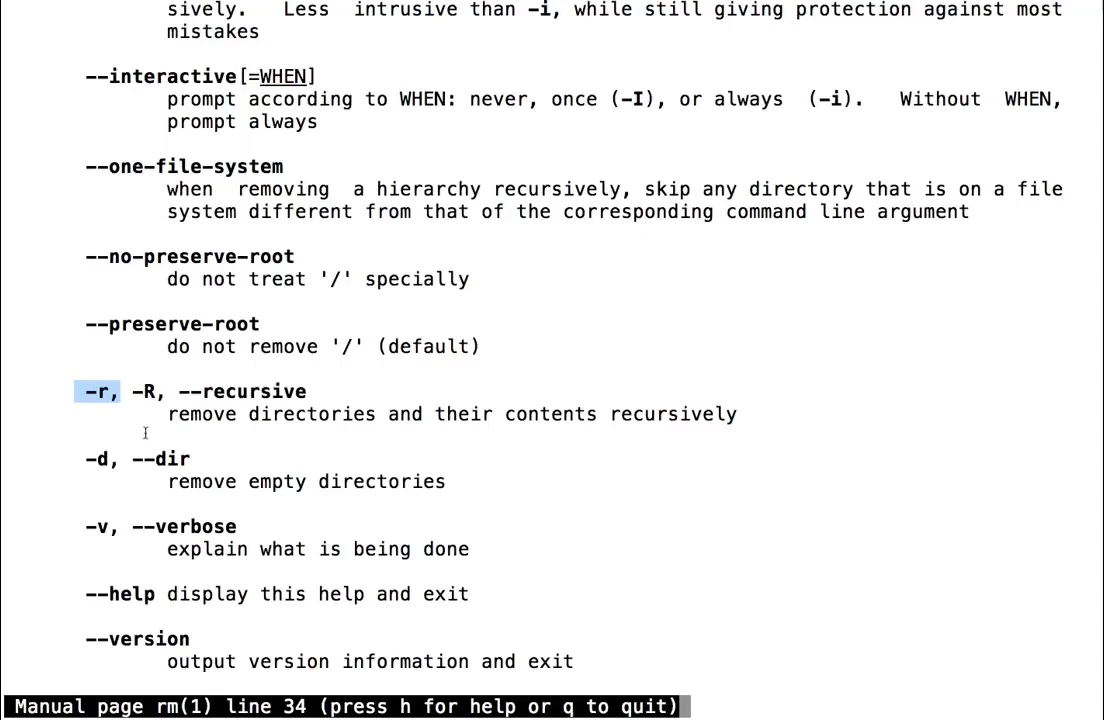 sively. Less intrusive than -i, while still giving protection against most
mistakes
--interactive[=WHEN]
prompt according to WHEN: never, once (-I), or always (-i). Without WHEN,
prompt always
--one-file-system
when removing a hierarchy recursively, skip any directory that is on a file
system different from that of the corresponding command line argument
--no-preserve-root
do not treat '/' specially
--preserve-root
do not remove '/' (default)
-r, -R, --recursive
remove directories and their contents recursively
-d, --dir
remove empty directories
-v, --verbose
explain what is being done
--help display this help and exit
--version
output version information and exit
Manual page rm(1) line 34 (press h for help or q to quit)